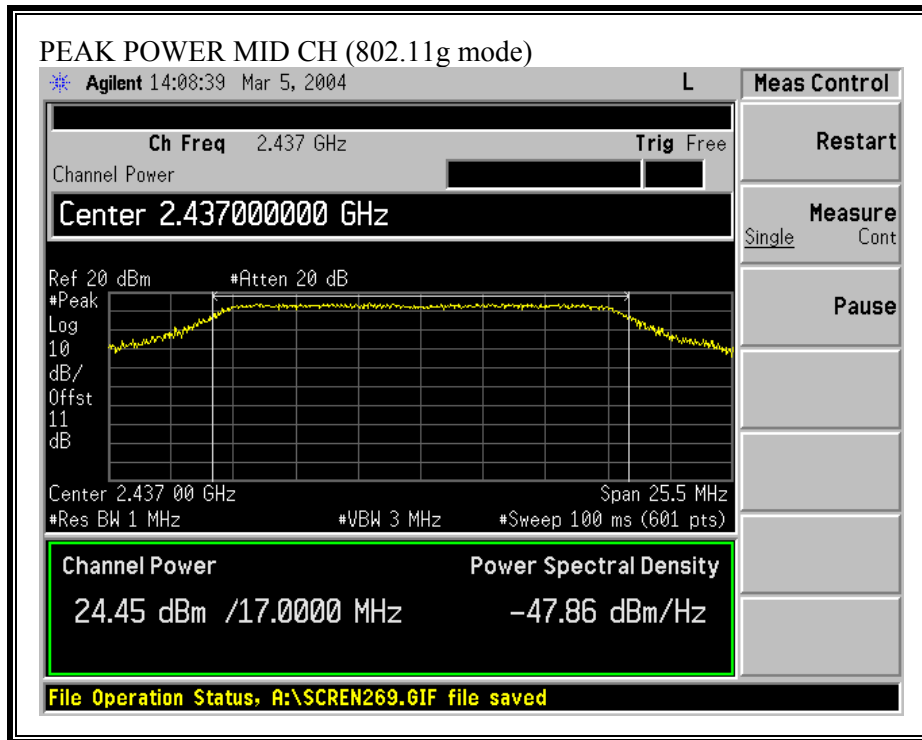 PEAK POWER MID CH (802.11g mode)
Agilent 14:08:39 Mar 5, 2004 L
Meas Control
Ch Freq 2.437 GHz Trig Free
Channel Power
Center 2.437000000 GHz
Ref 20 dBm #Atten 20 dB
#Peak
Log
10
dB/
Offst
11
dB
Center 2.437 00 GHz Span 25.5 MHz
#Res BW 1 MHz #VBW 3 MHz #Sweep 100 ms (601 pts)
Channel Power Power Spectral Density
24.45 dBm /17.0000 MHz -47.86 dBm/Hz
File Operation Status, A:\SCREN269.GIF file saved
Restart
Measure
Single Cont
Pause